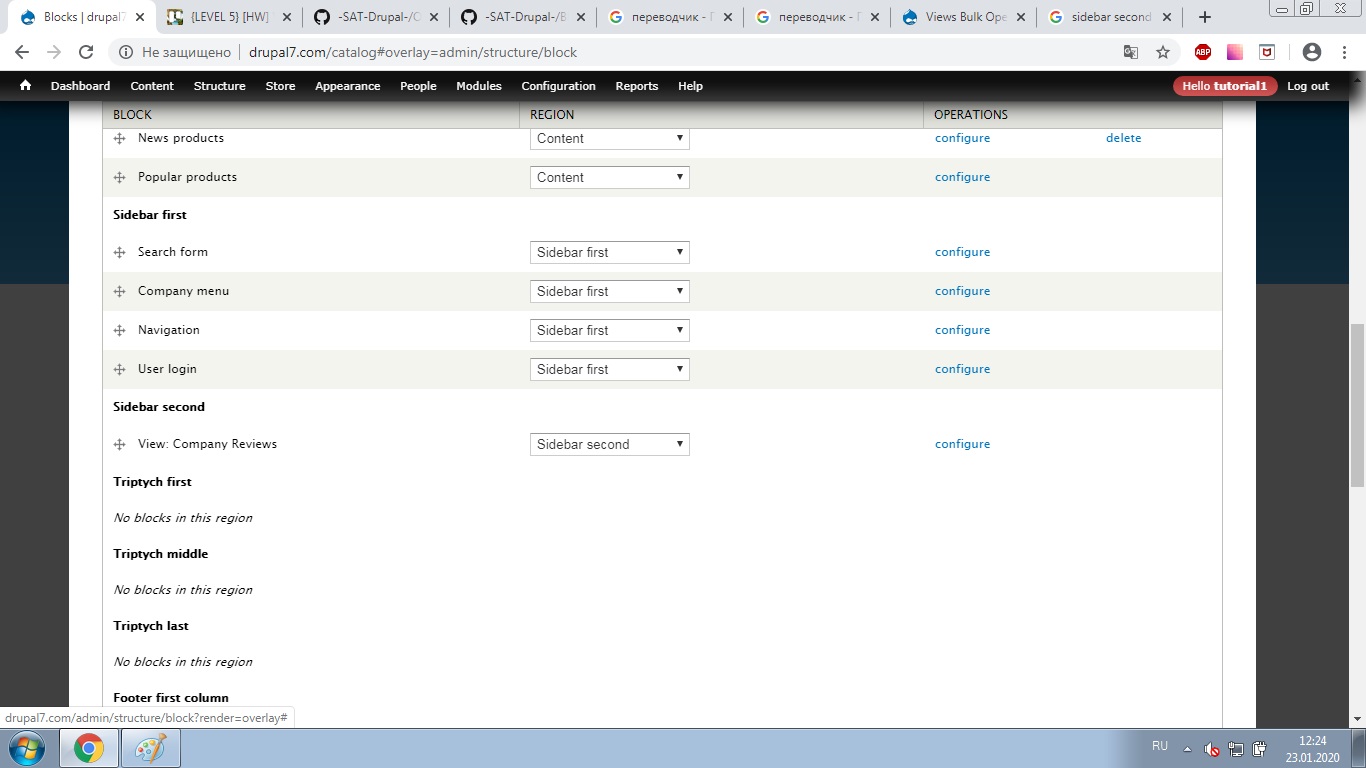 Blocks | drupal7
{LEVEL 5} [HW]
-SAT-Drupal-/C
-SAT-Drupal-/B
переводчик - П
переводчик - П
Views Bulk Ope
sidebar second
Не защищено | drupal7.com/catalog#overlay=admin/structure/block
ABP
Dashboard Content Structure Store Appearance People Modules Configuration Reports Help Hello tutorial1 Log out
BLOCK REGION OPERATIONS
News products Content configure delete
Popular products Content configure
Sidebar first
Search form Sidebar first configure
Company menu Sidebar first configure
Navigation Sidebar first configure
User login Sidebar first configure
Sidebar second
View: Company Reviews Sidebar second configure
Triptych first
No blocks in this region
Triptych middle
No blocks in this region
Triptych last
No blocks in this region
Footer first column
drupal7.com/admin/structure/block?render=overlay#
RU 12:24
23.01.2020